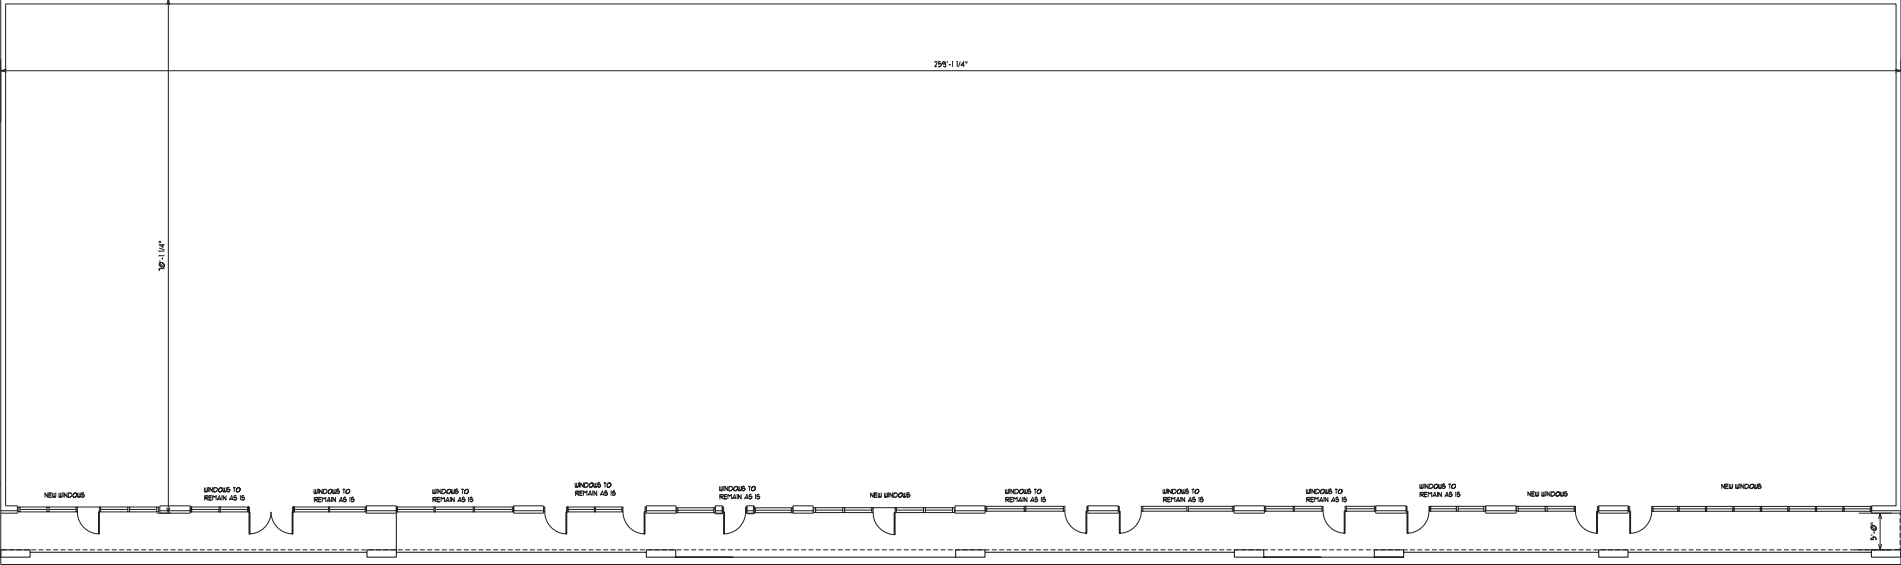 259'-1 1/4"
70'-1 1/4"
NEW WINDOWS
WINDOWS TO
REMAIN AS IS
WINDOWS TO
REMAIN AS IS
WINDOWS TO
REMAIN AS IS
WINDOWS TO
REMAIN AS IS
WINDOWS TO
REMAIN AS IS
NEW WINDOWS
WINDOWS TO
REMAIN AS IS
WINDOWS TO
REMAIN AS IS
WINDOWS TO
REMAIN AS IS
WINDOWS TO
REMAIN AS IS
NEW WINDOWS
NEW WINDOWS
5'-0"